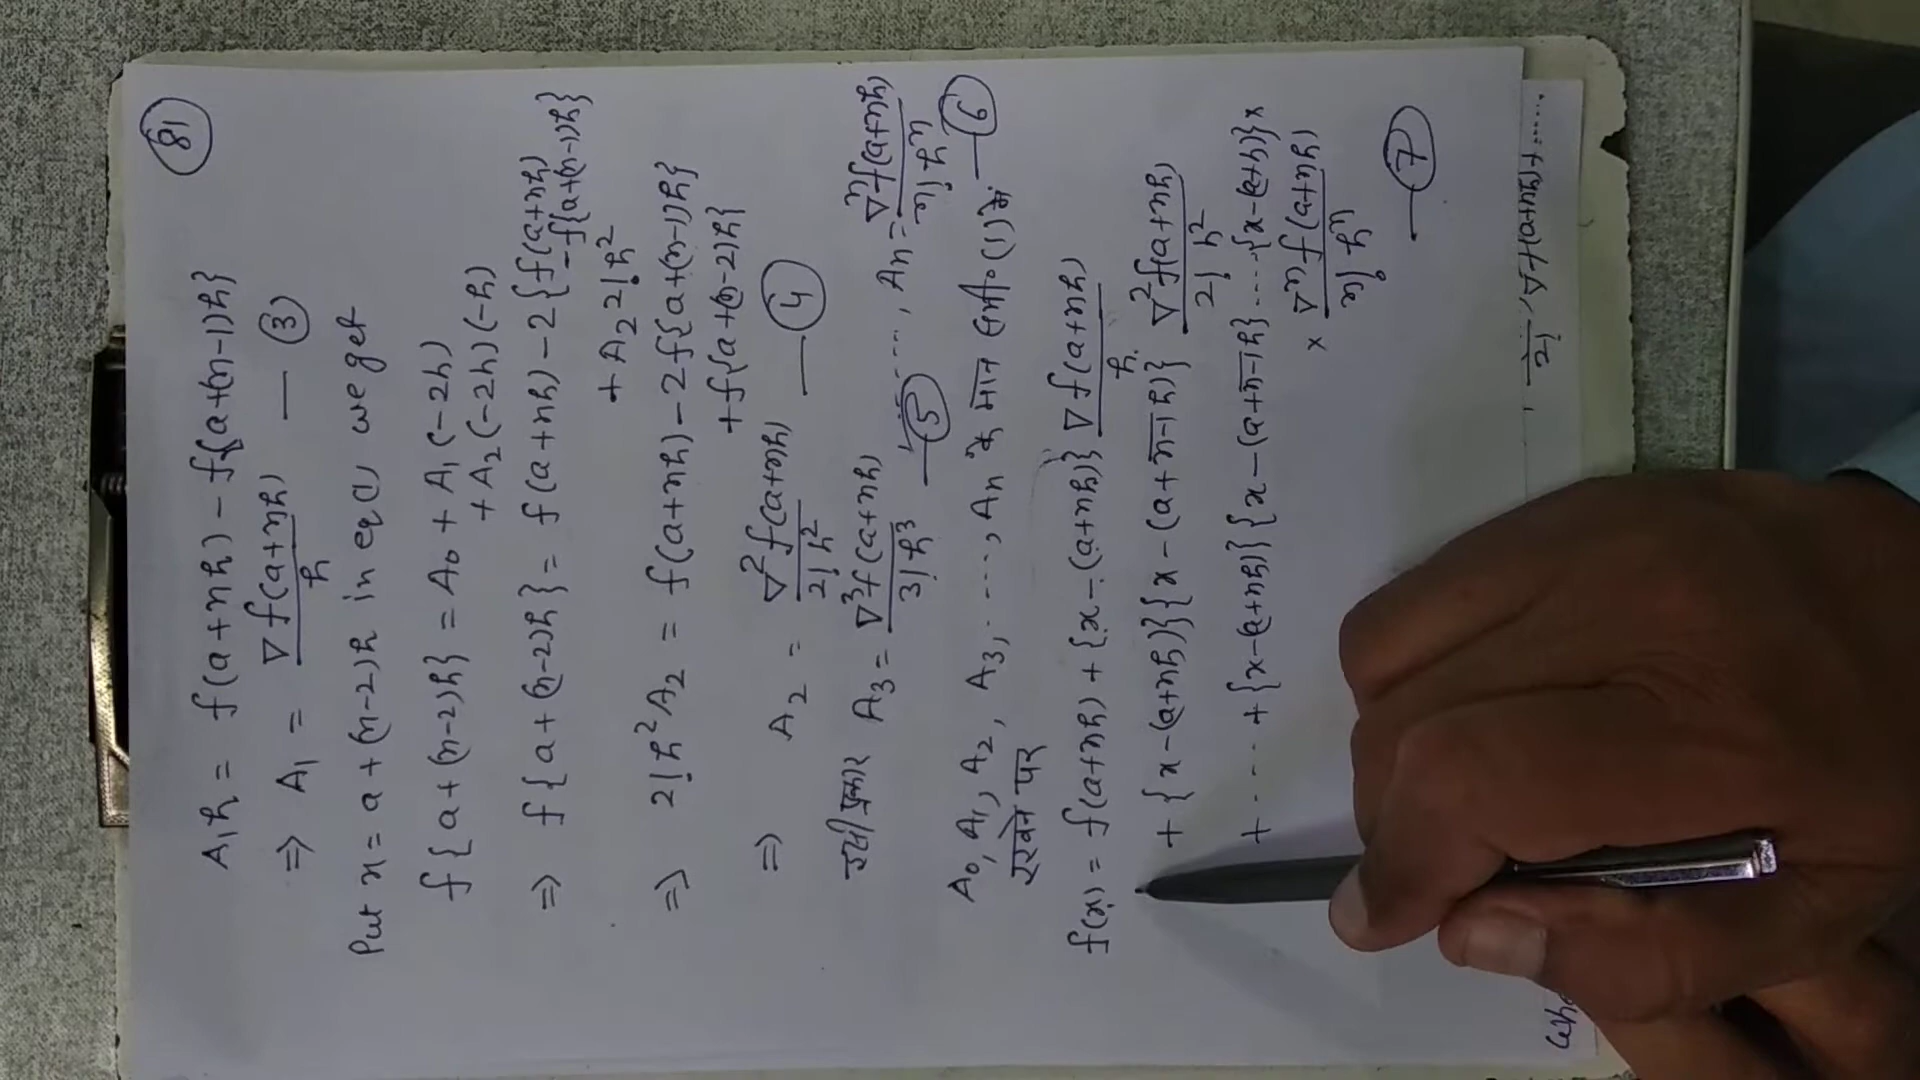 81
A₁h = f(a+nh) - f{a+(n-1)h}
⇒ A₁ = ∇f(a+nh)/h — ③
Put x = a+(n-2)h in eq(1) we get
f{a+(n-2)h} = A₀ + A₁(-2h)
+ A₂(-2h)(-h)
⇒ f{a+(n-2)h} = f(a+nh) - 2{f(a+nh)
- f{a+(n-1)h}
+ A₂ 2! h²
⇒ 2! h² A₂ = f(a+nh) - 2f{a+(n-1)h}
+ f{a+(n-2)h}
⇒ A₂ = ∇²f(a+nh)/2! h² — ④
इसी प्रकार A₃ = ∇³f(a+nh)/3! h³ — ⑤ ....., Aₙ = ∇ⁿf(a+nh)/n! hⁿ — ⑥
A₀, A₁, A₂, A₃, ...., Aₙ के मान समी० (1) में
रखने पर
f(x) = f(a+nh) + {x-(a+nh)} ∇f(a+nh)/h
+ {x-(a+nh)}{x-(a+n-1h)} ∇²f(a+nh)/2! h²
+ .... + {x-(a+nh)}{x-(a+n-1h)}....{x-(a+h)}×
× ∇ⁿf(a+nh)/n! hⁿ
— ⑦